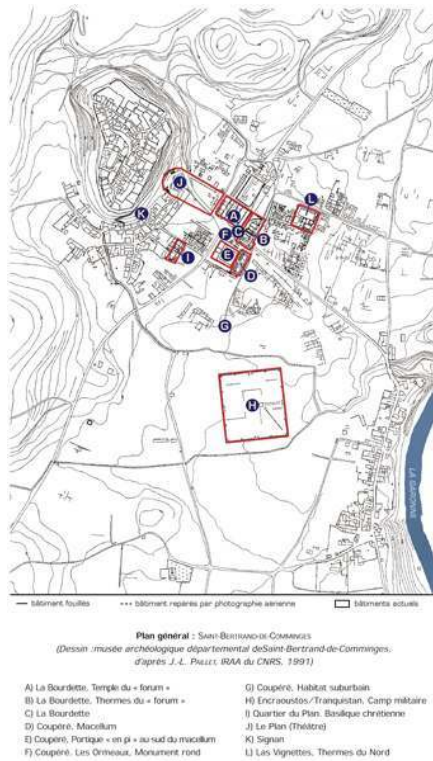 J
L
A
K
F
C
B
I
E
D
G
H
LA GARONNE
bâtiment fouillés
bâtiment repérés par photographie aérienne
bâtiments actuels
Plan général : SAINT-BERTRAND-DE-COMMINGES
(Dessin : musée archéologique départemental deSaint-Bertrand-de-Comminges,
d'après J.-L. PAILLET, IRAA du CNRS, 1991)
A) La Bourdette, Temple du « forum »
B) La Bourdette, Thermes du « forum »
C) La Bourdette
D) Coupéré, Macellum
E) Coupéré, Portique « en pi » au sud du macellum
F) Coupéré, Les Ormeaux, Monument rond
G) Coupéré, Habitat suburbain
H) Encraoustos/Tranquistan, Camp militaire
I) Quartier du Plan, Basilique chrétienne
J) Le Plan (Théâtre)
K) Signan
L) Las Vignettes, Thermes du Nord